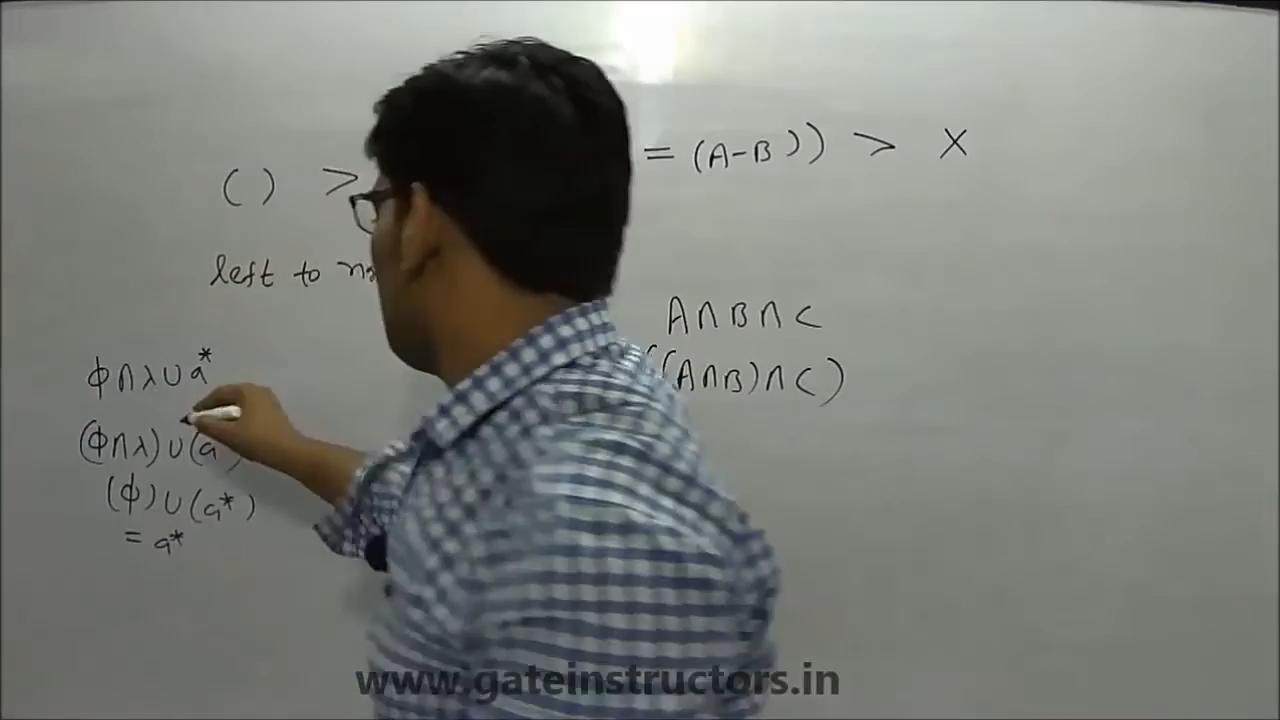 ( ) > = (A-B)) > X
left to
A∩B∩C
((A∩B)∩C)
ϕ∩λ∪a*
(ϕ∩λ)∪(a )
(ϕ)∪(a*)
= a*
www.gateinstructors.in